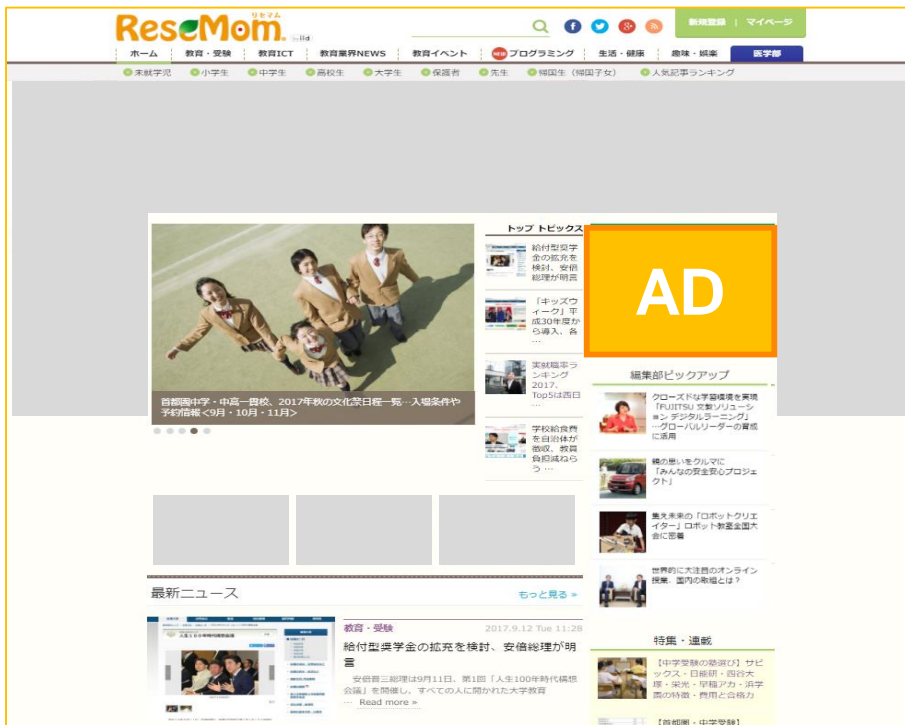 リセマム
ReseMom.
新規登録 | マイページ
ホーム 教育・受験 教育ICT 教育業界NEWS 教育イベント NEW プログラミング 生活・健康 趣味・娯楽 医学部
未就学児 小学生 中学生 高校生 大学生 保護者 先生 帰国生（帰国子女） 人気記事ランキング
首都圏中学・中高一貫校、2017年秋の文化祭日程一覧…入場条件や
予約情報＜9月・10月・11月＞
トップ トピックス
給付型奨学
金の拡充を
検討、安倍
総理が明言
「キッズウ
ィーク」平
成30年度か
ら導入、各
…
実就職率ラ
ンキング
2017、
Top5は西日
…
学校給食費
を自治体が
徴収、教員
負担減ねら
う …
AD
編集部ピックアップ
クローズドな学習環境を実現
「FUJITSU 文教ソリューシ
ョン デジタルラーニング」
…グローバルリーダーの育成
に活用
親の思いをクルマに
「みんなの安全安心プロジェ
クト」
集え未来の「ロボットクリエ
イター」ロボット教室全国大
会に密着
世界的に大注目のオンライン
授業、国内の取組とは？
最新ニュース
もっと見る »
教育・受験 2017.9.12 Tue 11:28
給付型奨学金の拡充を検討、安倍総理が明
言
安倍晋三総理は9月11日、第1回「人生100年時代構想
会議」を開催し、すべての人に開かれた大学教育
… Read more »
特集・連載
【中学受験の塾選び】サピ
ックス・日能研・四谷大
塚・栄光・早稲アカ・浜学
園の特徴・費用と合格力
【首都圏・中学受験】